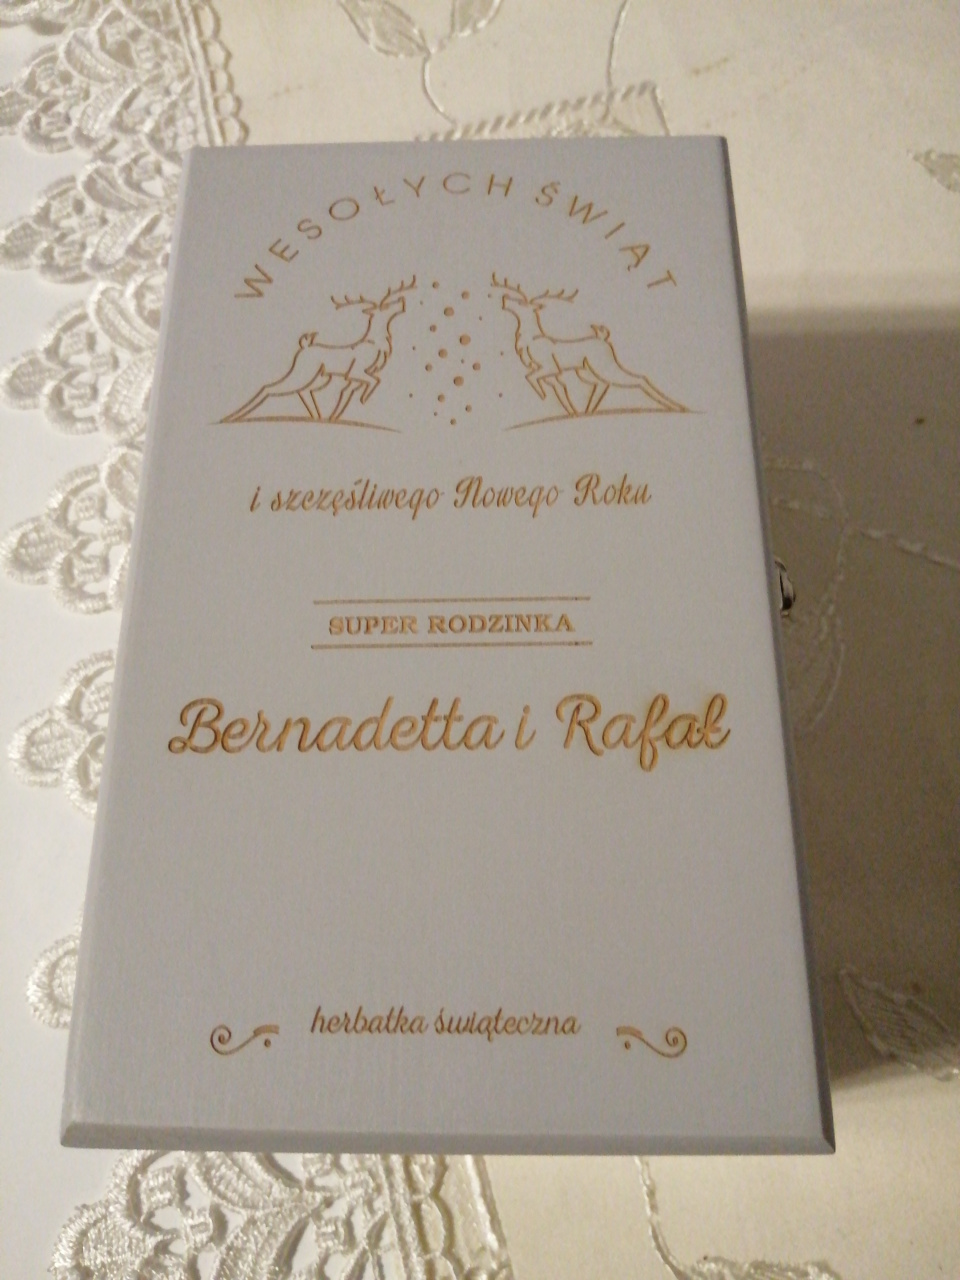 WESOŁYCH ŚWIĄT
i szczęśliwego Nowego Roku
SUPER RODZINKA
Bernadetta i Rafał
herbatka świąteczna